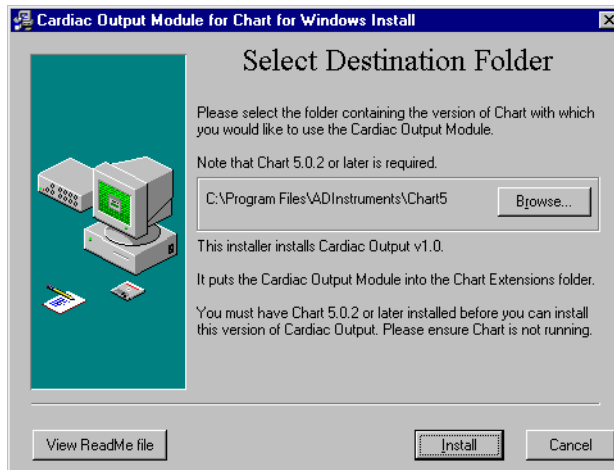 Cardiac Output Module for Chart for Windows Install
Select Destination Folder
Please select the folder containing the version of Chart with which
you would like to use the Cardiac Output Module.
Note that Chart 5.0.2 or later is required.
C:\Program Files\ADInstruments\Chart5
Browse...
This installer installs Cardiac Output v1.0.
It puts the Cardiac Output Module into the Chart Extensions folder.
You must have Chart 5.0.2 or later installed before you can install
this version of Cardiac Output. Please ensure Chart is not running.
View ReadMe file
Install
Cancel